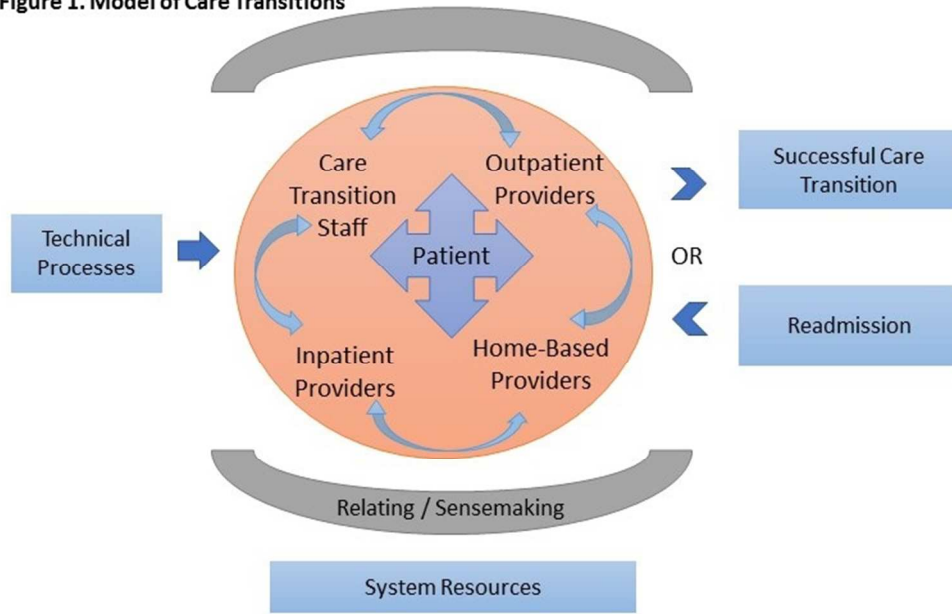 Figure 1. Model of Care Transitions
Care
Transition
Staff
Outpatient
Providers
Successful Care
Transition
Technical
Processes
Patient
OR
Inpatient
Providers
Home-Based
Providers
Readmission
Relating / Sensemaking
System Resources